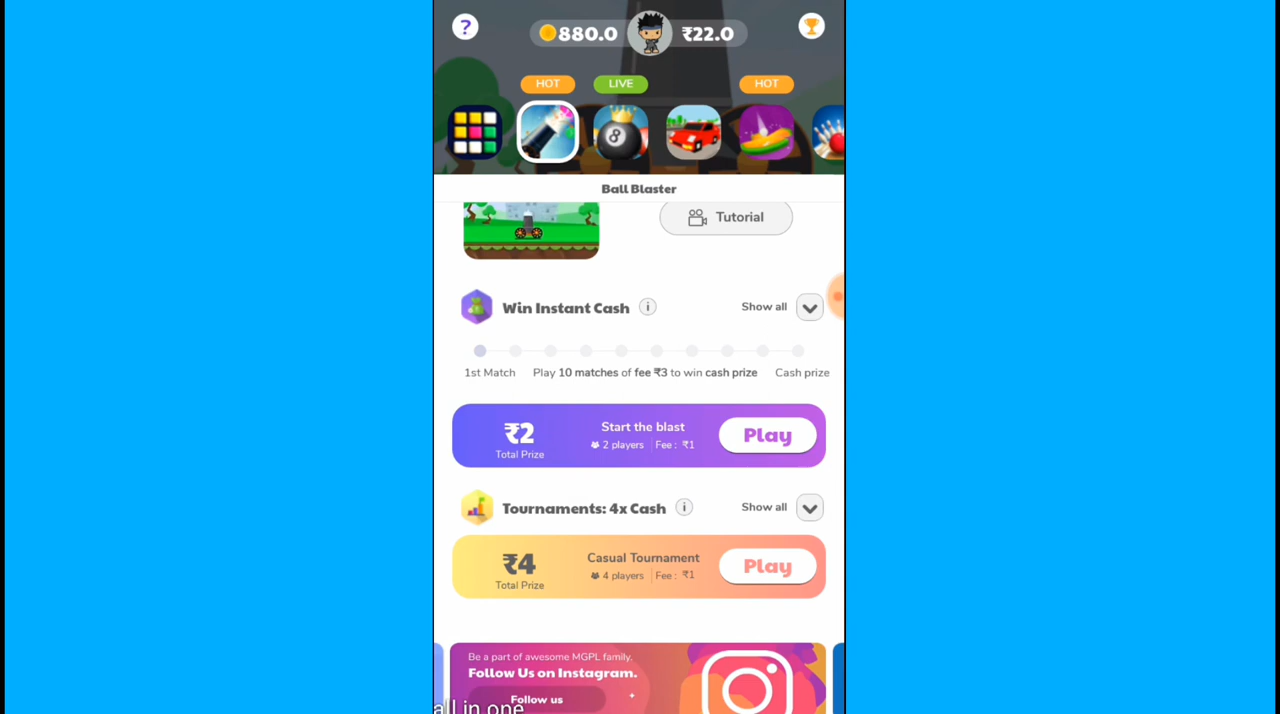 ?
880.0
₹22.0
HOT
LIVE
HOT
8
Ball Blaster
Tutorial
Win Instant Cash i
Show all
1st Match
Play 10 matches of fee ₹3 to win cash prize
Cash prize
₹2
Total Prize
Start the blast
2 players | Fee : ₹1
Play
Tournaments: 4x Cash i
Show all
₹4
Total Prize
Casual Tournament
4 players | Fee : ₹1
Play
Be a part of awesome MGPL family.
Follow Us on Instagram.
Follow us
all in one